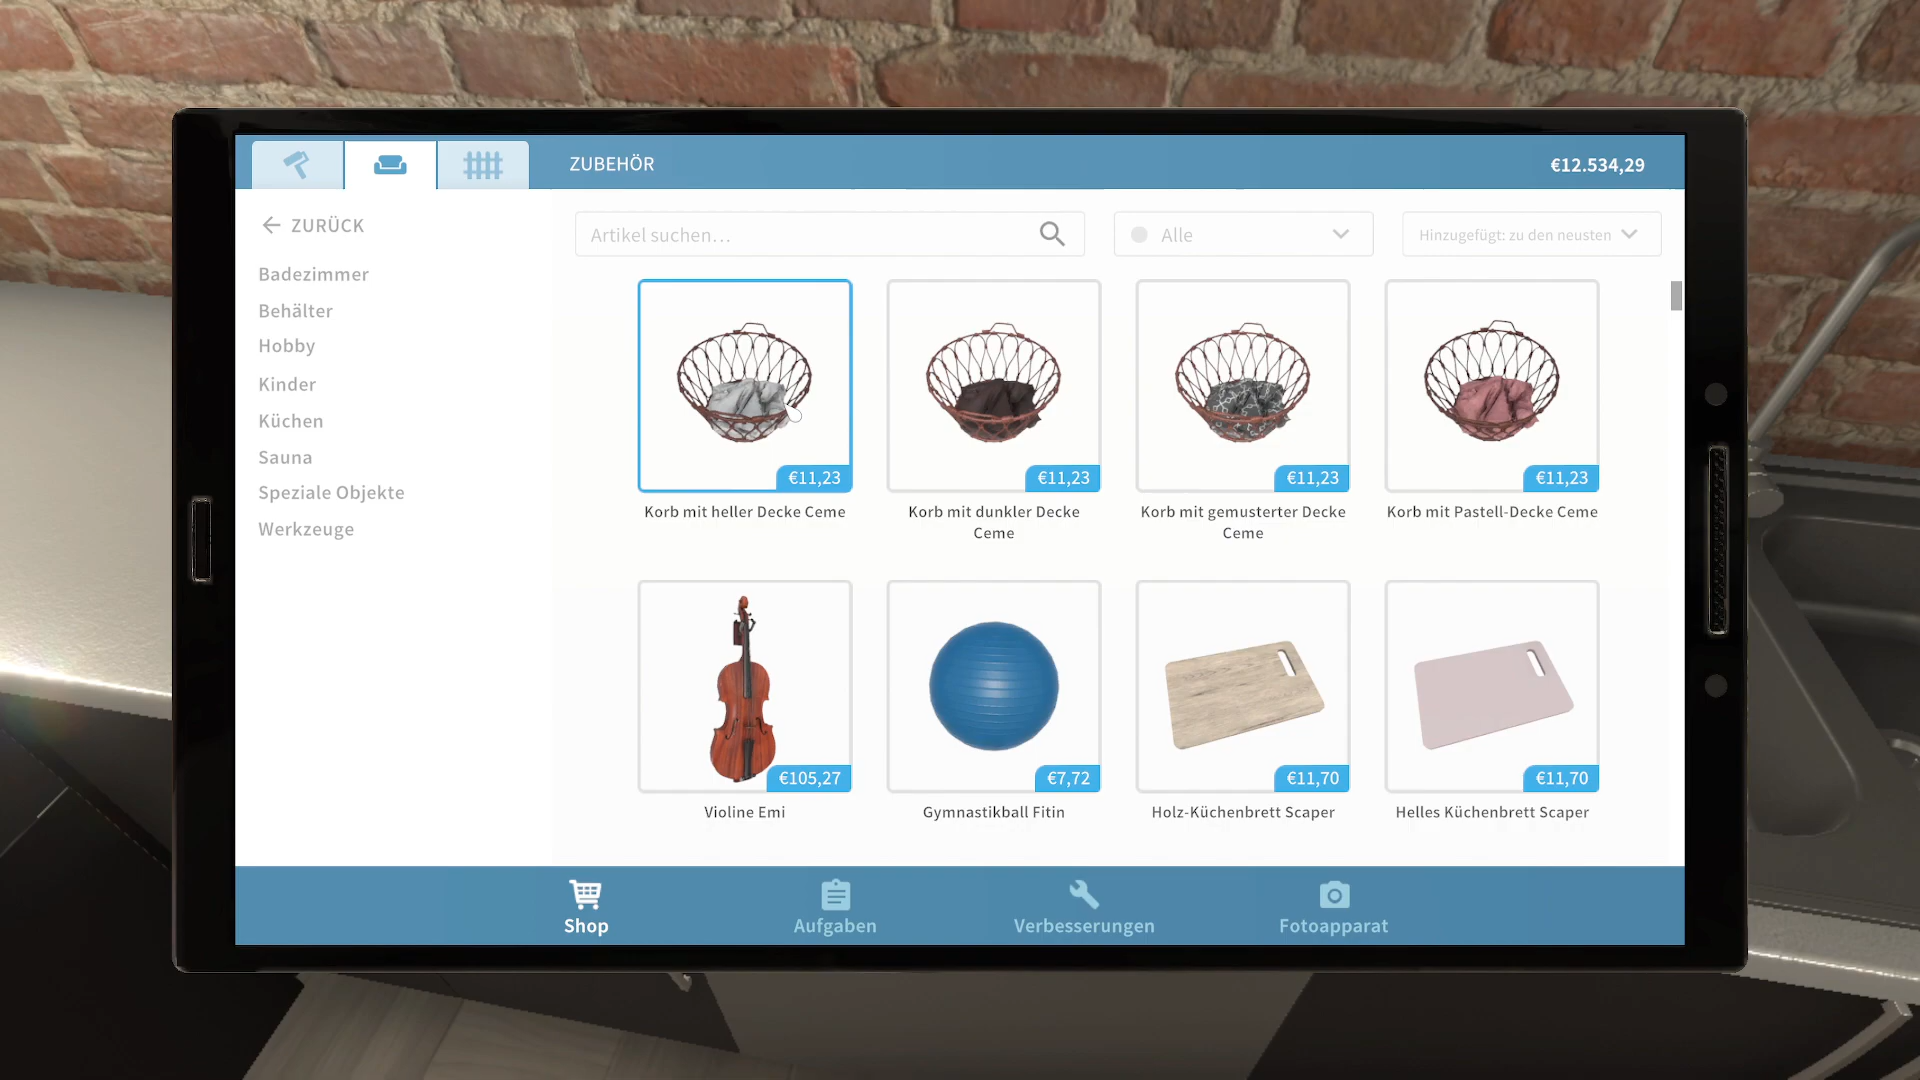 ZUBEHÖR
€12.534,29
ZURÜCK
Artikel suchen...
Alle
Hinzugefügt: zu den neusten
Badezimmer
Behälter
Hobby
Kinder
Küchen
Sauna
Speziale Objekte
Werkzeuge
€11,23
€11,23
€11,23
€11,23
Korb mit heller Decke Ceme
Korb mit dunkler Decke
Ceme
Korb mit gemusterter Decke
Ceme
Korb mit Pastell-Decke Ceme
€105,27
€7,72
€11,70
€11,70
Violine Emi
Gymnastikball Fitin
Holz-Küchenbrett Scaper
Helles Küchenbrett Scaper
Shop
Aufgaben
Verbesserungen
Fotoapparat